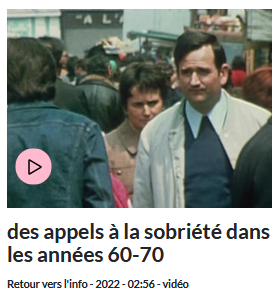 A L'A
des appels à la sobriété dans
les années 60-70
Retour vers l'info - 2022 - 02:56 - vidéo